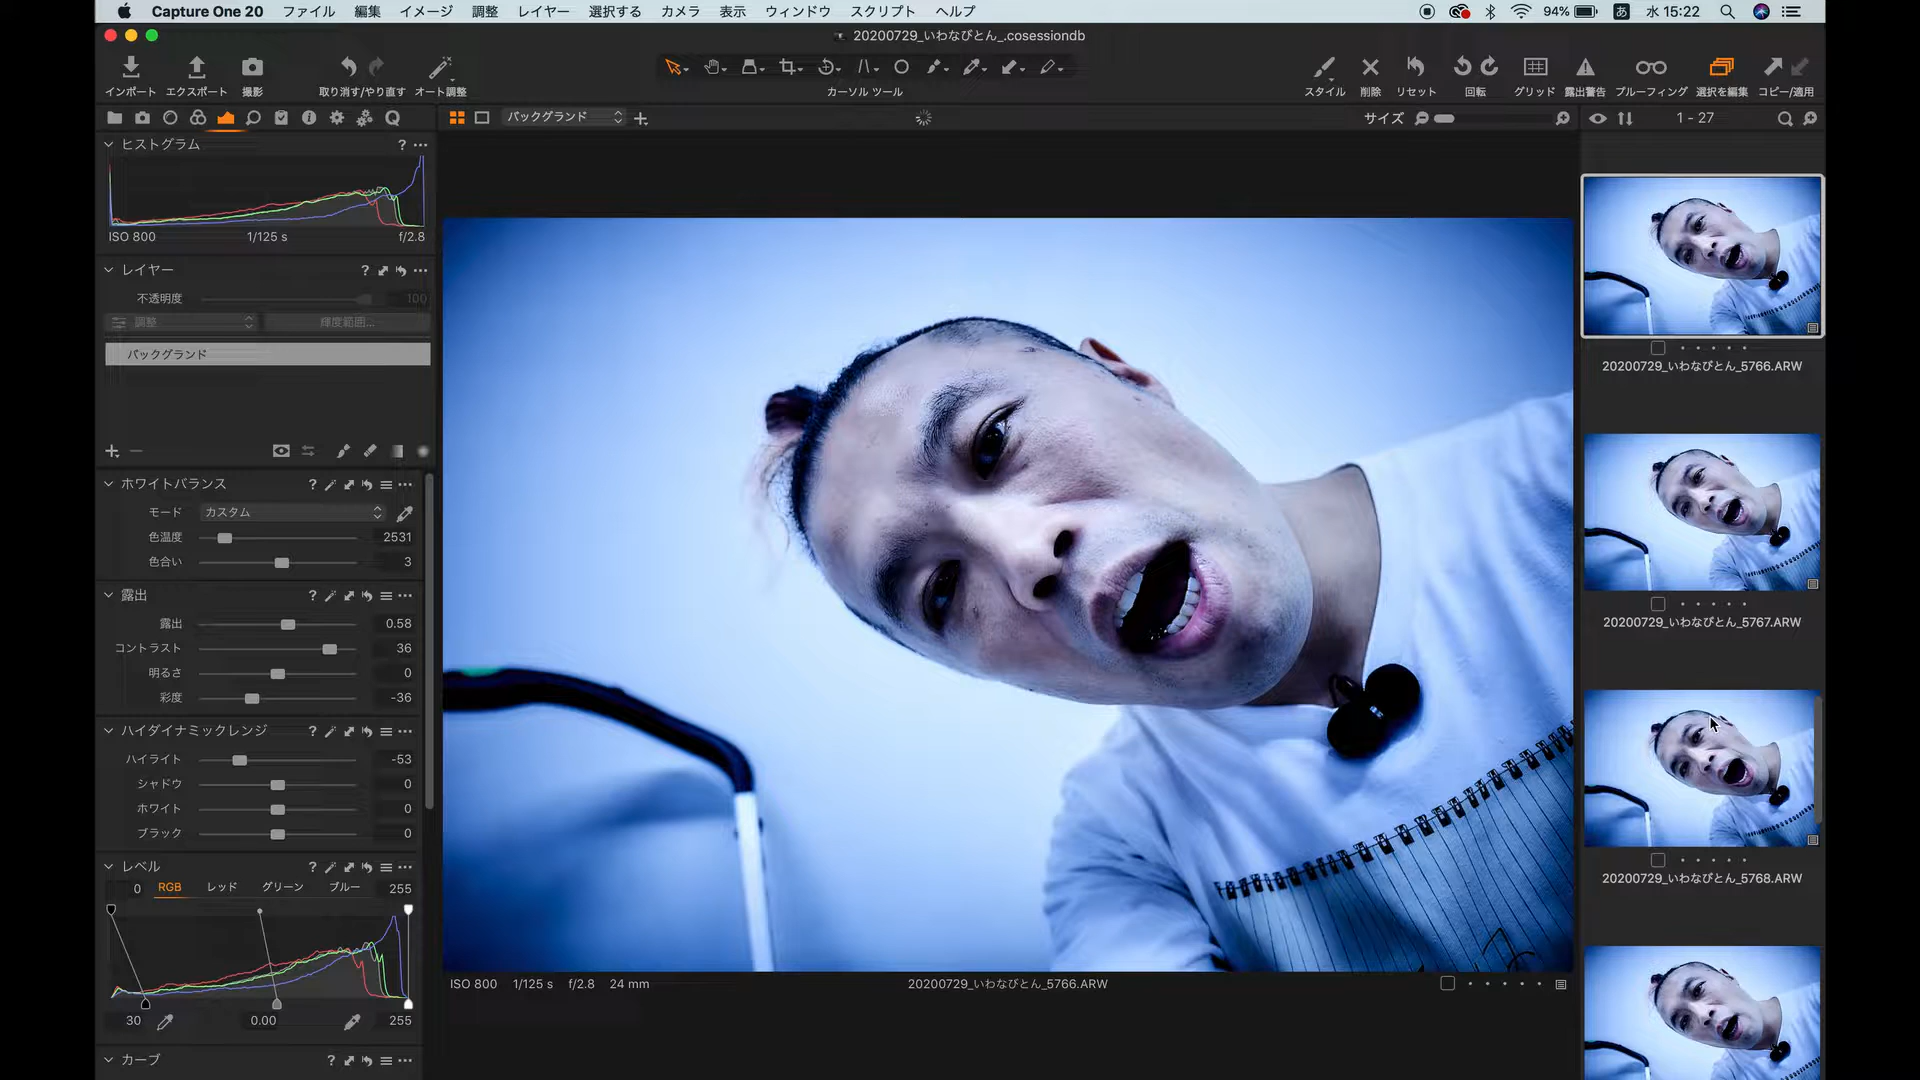 Capture One 20 ファイル 編集 イメージ 調整 レイヤー 選択する カメラ 表示 ウィンドウ スクリプト ヘルプ 94% あ 水 15:22
20200729_いわなびとん_.cosessiondb
インポート エクスポート 撮影 取り消す/やり直す オート調整 カーソル ツール スタイル 削除 リセット 回転 グリッド 露出警告 プルーフィング 選択を編集 コピー/適用
バックグランド サイズ 1 - 27
ヒストグラム ?
ISO 800 1/125 s f/2.8
レイヤー ?
不透明度 100
調整 輝度範囲...
バックグランド
ホワイトバランス ?
モード カスタム
色温度 2531
色合い 3
露出 ?
露出 0.58
コントラスト 36
明るさ 0
彩度 -36
ハイダイナミックレンジ ?
ハイライト -53
シャドウ 0
ホワイト 0
ブラック 0
レベル ?
0 RGB レッド グリーン ブルー 255
30 0.00 255
カーブ ?
ISO 800 1/125 s f/2.8 24 mm 20200729_いわなびとん_5766.ARW
20200729_いわなびとん_5766.ARW
20200729_いわなびとん_5767.ARW
20200729_いわなびとん_5768.ARW